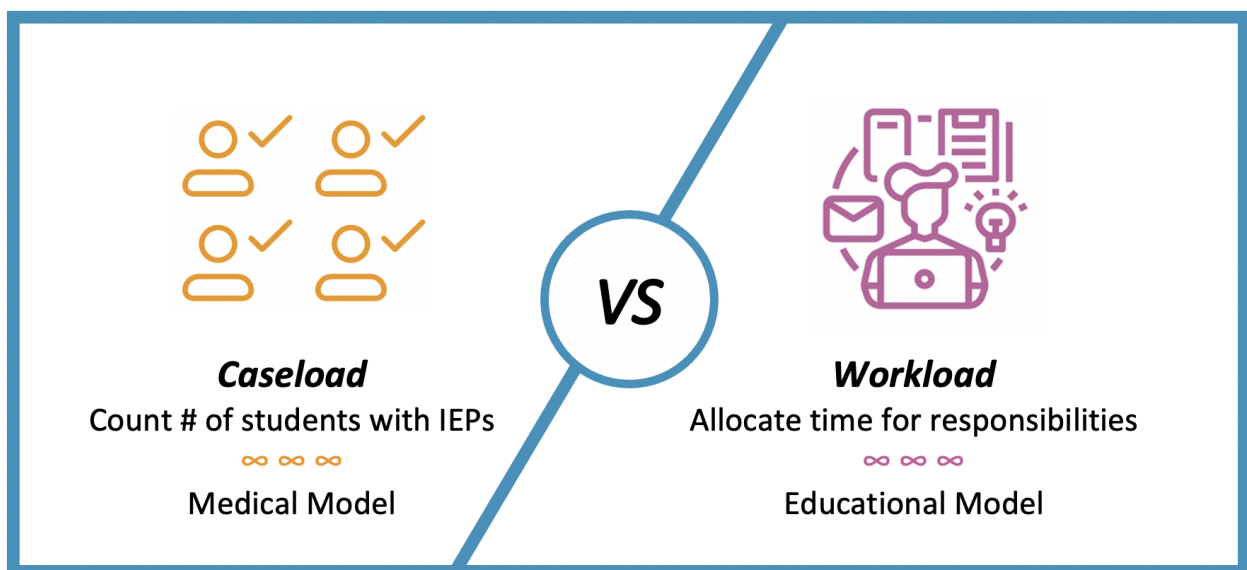 Caseload
Count # of students with IEPs
Medical Model
VS
Workload
Allocate time for responsibilities
Educational Model